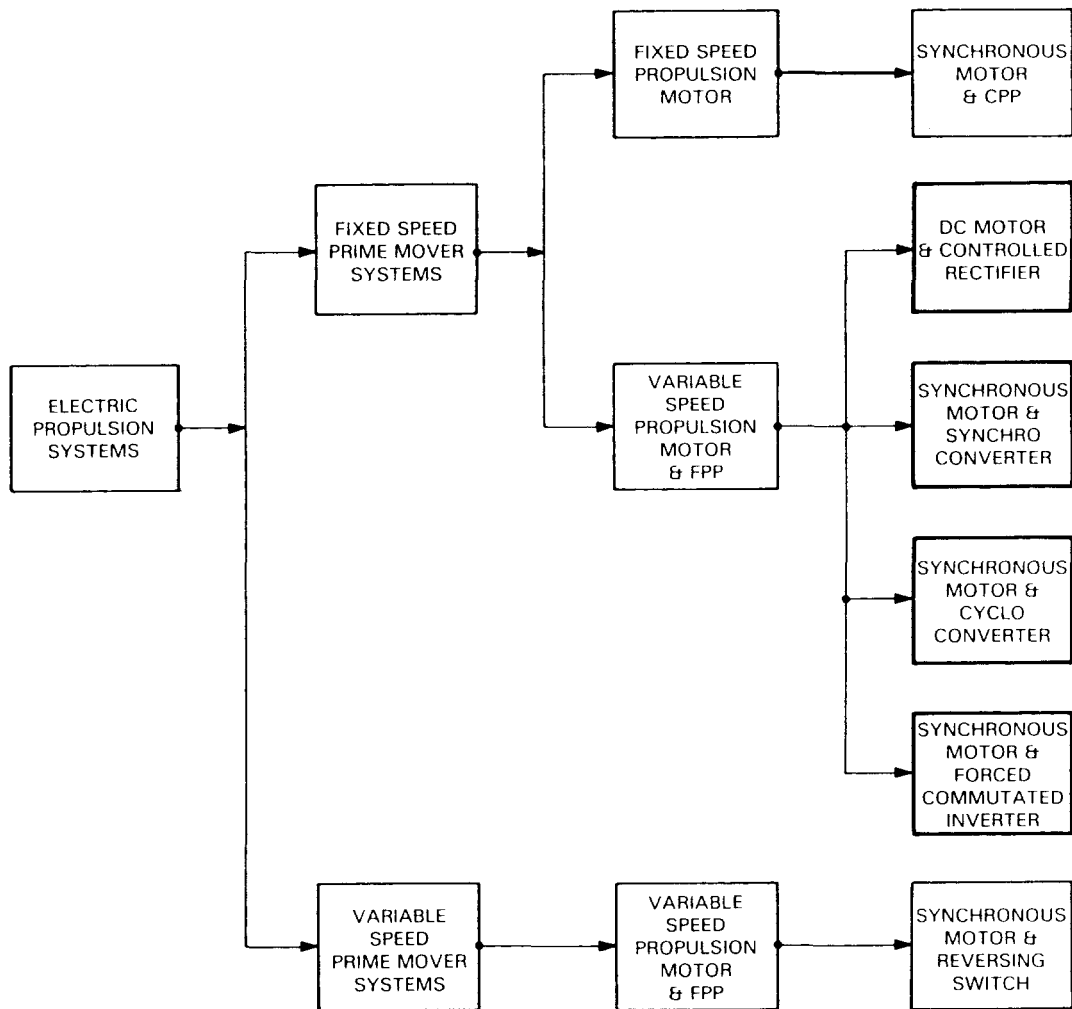 FIXED SPEED
PROPULSION
MOTOR
SYNCHRONOUS
MOTOR
& CPP
FIXED SPEED
PRIME MOVER
SYSTEMS
DC MOTOR
& CONTROLLED
RECTIFIER
ELECTRIC
PROPULSION
SYSTEMS
VARIABLE
SPEED
PROPULSION
MOTOR
& FPP
SYNCHRONOUS
MOTOR &
SYNCHRO
CONVERTER
SYNCHRONOUS
MOTOR &
CYCLO
CONVERTER
SYNCHRONOUS
MOTOR &
FORCED
COMMUTATED
INVERTER
VARIABLE
SPEED
PRIME MOVER
SYSTEMS
VARIABLE
SPEED
PROPULSION
MOTOR
& FPP
SYNCHRONOUS
MOTOR &
REVERSING
SWITCH